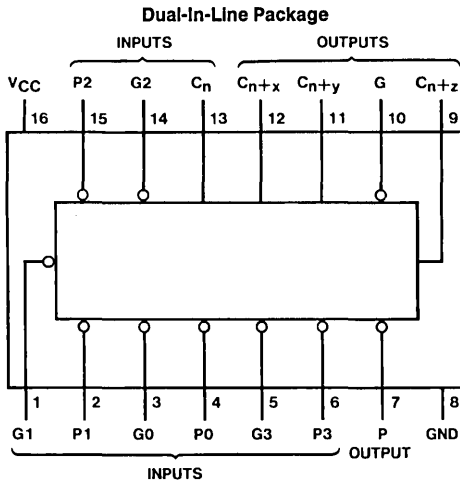 Dual-In-Line Package
INPUTS OUTPUTS
VCC P2 G2 Cn Cn+x Cn+y G Cn+z
16 15 14 13 12 11 10 9
1 2 3 4 5 6 7 8
G1 P1 G0 P0 G3 P3 P GND
OUTPUT
INPUTS